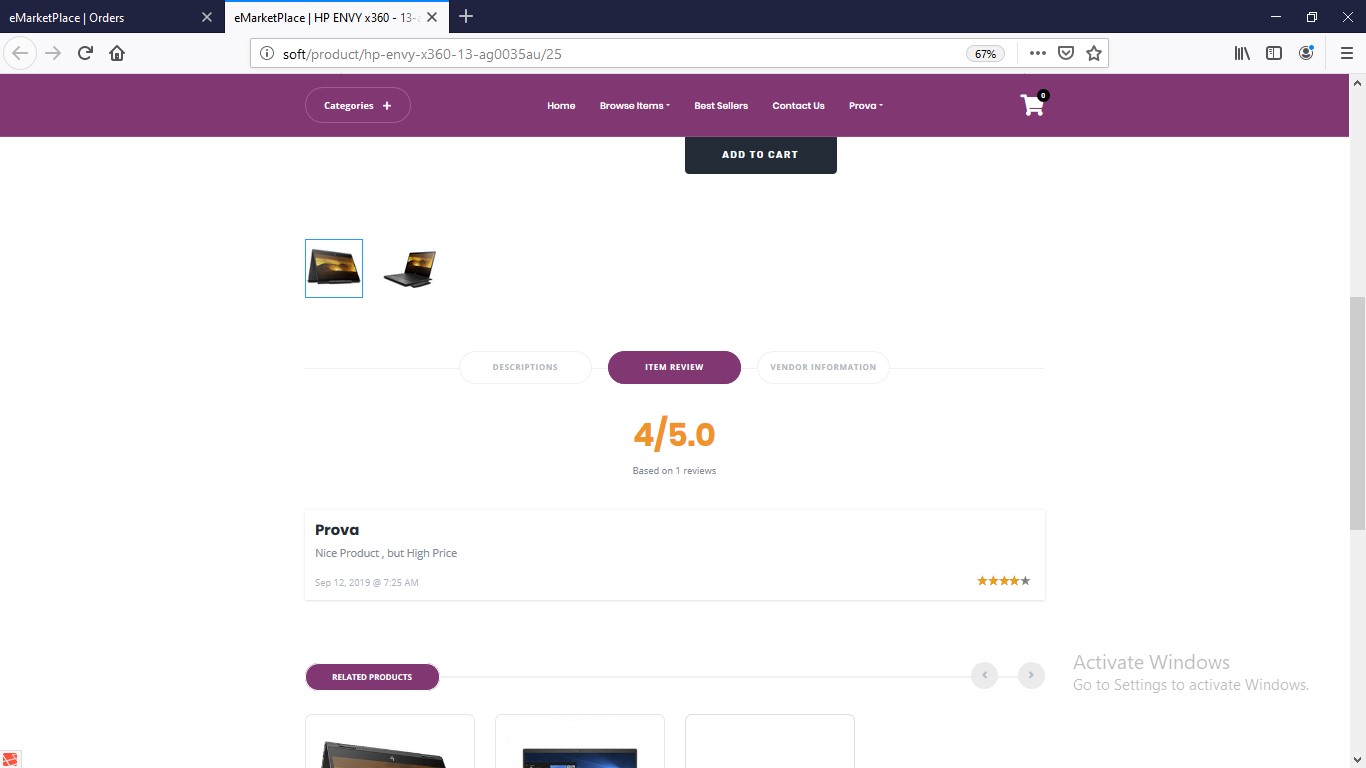 eMarketPlace | Orders
eMarketPlace | HP ENVY x360 - 13-a
soft/product/hp-envy-x360-13-ag0035au/25
67%
Categories +
Home
Browse Items
Best Sellers
Contact Us
Prova
0
ADD TO CART
DESCRIPTIONS
ITEM REVIEW
VENDOR INFORMATION
4/5.0
Based on 1 reviews
Prova
Nice Product , but High Price
Sep 12, 2019 @ 7:25 AM
Activate Windows
Go to Settings to activate Windows.
RELATED PRODUCTS